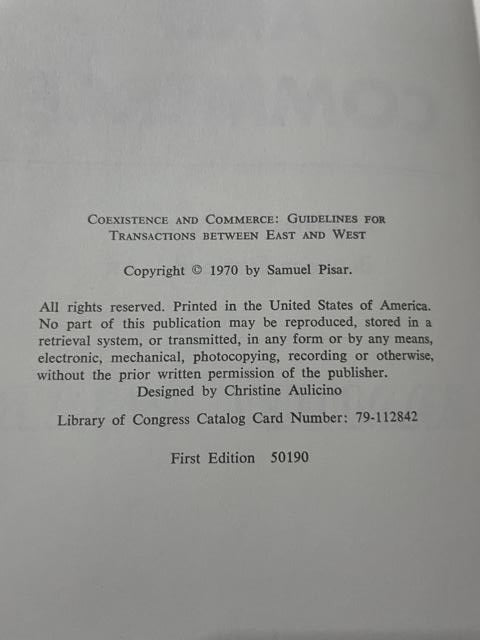 COEXISTENCE AND COMMERCE: GUIDELINES FOR
TRANSACTIONS BETWEEN EAST AND WEST
Copyright © 1970 by Samuel Pisar.
All rights reserved. Printed in the United States of America.
No part of this publication may be reproduced, stored in a
retrieval system, or transmitted, in any form or by any means,
electronic, mechanical, photocopying, recording or otherwise,
without the prior written permission of the publisher.
Designed by Christine Aulicino
Library of Congress Catalog Card Number: 79-112842
First Edition 50190